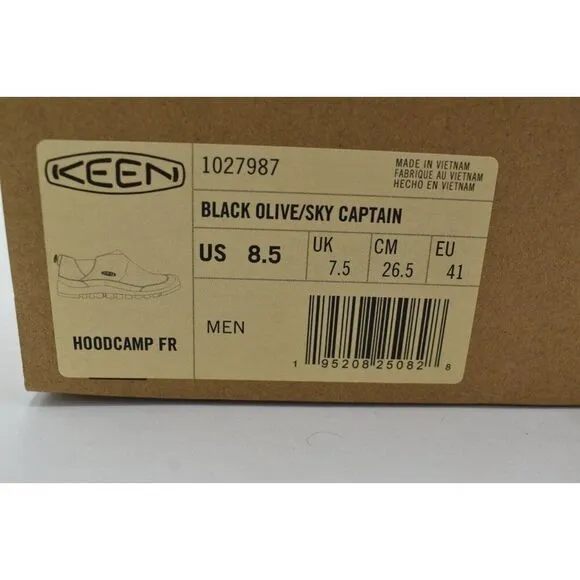 KEEN
1027987
MADE IN VIETNAM
FABRIQUE AU VIETNAM
HECHO EN VIETNAM
BLACK OLIVE/SKY CAPTAIN
US 8.5
UK
7.5
CM
26.5
EU
41
KEEN
HOODCAMP FR
MEN
1 95208 25082 8